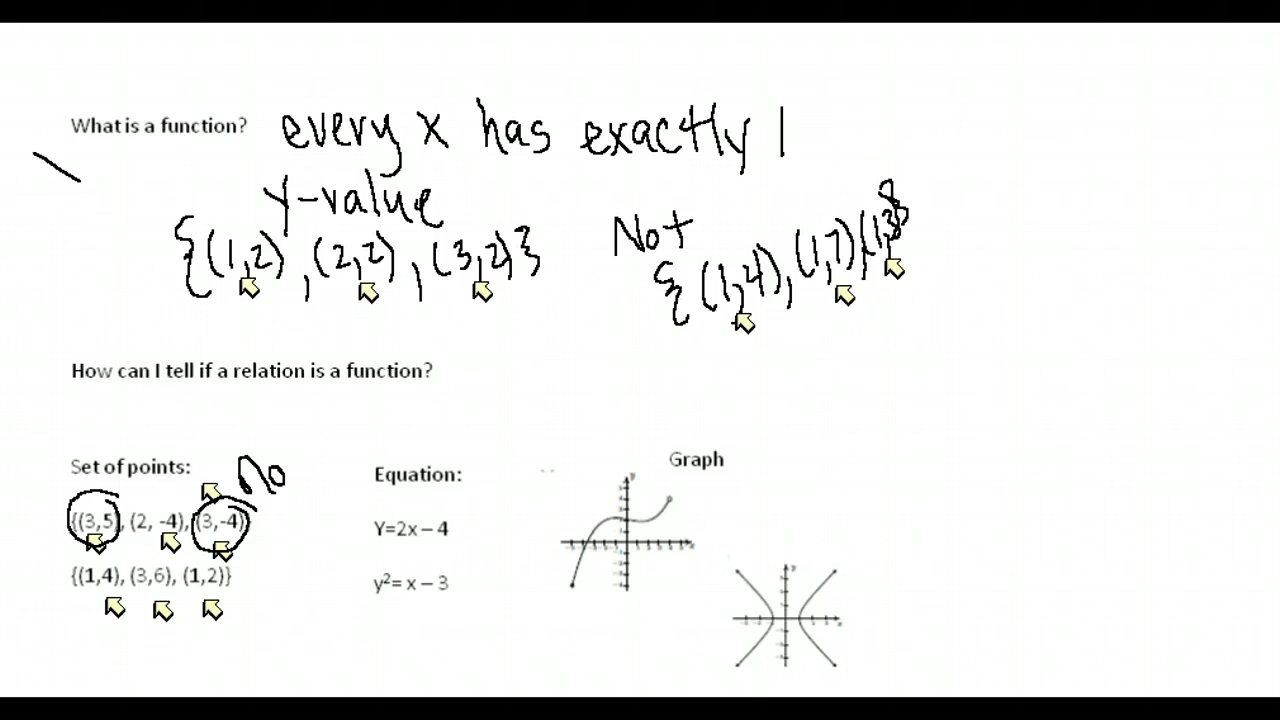 What is a function? every x has exactly 1
y-value
{(1,2), (2,2), (3,2)}
Not
{(1,4), (1,7), (1,3)}
How can I tell if a relation is a function?
Set of points: no
{(3,5), (2, -4), (3,-4)}
{(1,4), (3,6), (1,2)}
Equation:
Y=2x – 4
y²= x – 3
Graph